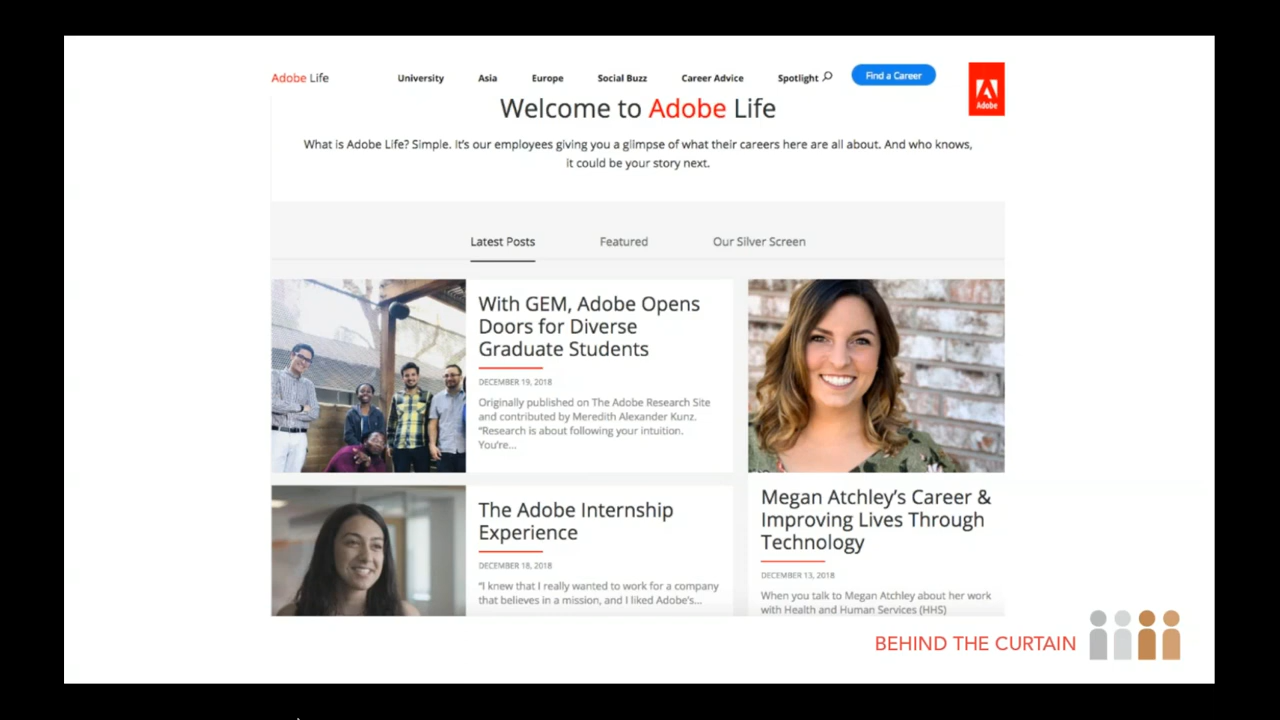 Adobe Life
University Asia Europe Social Buzz Career Advice Spotlight
Find a Career
Adobe
Welcome to Adobe Life
What is Adobe Life? Simple. It's our employees giving you a glimpse of what their careers here are all about. And who knows,
it could be your story next.
Latest Posts Featured Our Silver Screen
With GEM, Adobe Opens
Doors for Diverse
Graduate Students
DECEMBER 19, 2018
Originally published on The Adobe Research Site
and contributed by Meredith Alexander Kunz.
“Research is about following your intuition.
You’re...
The Adobe Internship
Experience
DECEMBER 18, 2018
“I knew that I really wanted to work for a company
that believes in a mission, and I liked Adobe’s...
Megan Atchley’s Career &
Improving Lives Through
Technology
DECEMBER 13, 2018
When you talk to Megan Atchley about her work
with Health and Human Services (HHS)
BEHIND THE CURTAIN